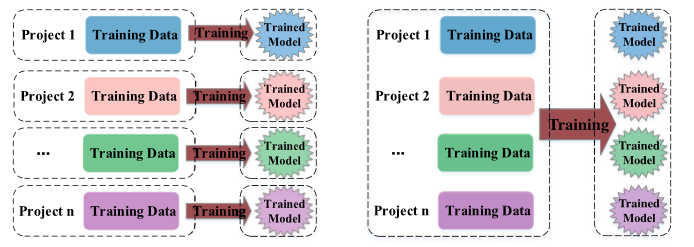 Project 1 Training Data Training Trained Model
Project 2 Training Data Training Trained Model
... Training Data Training Trained Model
Project n Training Data Training Trained Model
Project 1 Training Data Trained Model
Project 2 Training Data Trained Model
Training
... Training Data Trained Model
Project n Training Data Trained Model